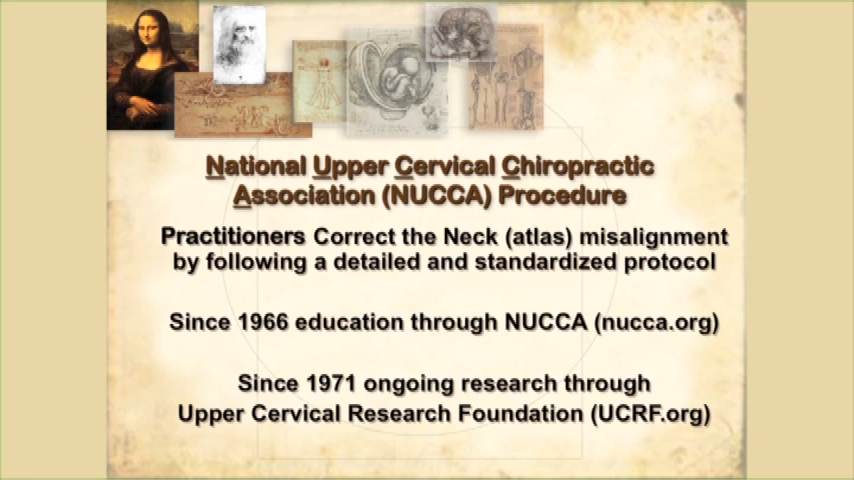 National Upper Cervical Chiropractic
Association (NUCCA) Procedure
Practitioners Correct the Neck (atlas) misalignment
by following a detailed and standardized protocol
Since 1966 education through NUCCA (nucca.org)
Since 1971 ongoing research through
Upper Cervical Research Foundation (UCRF.org)